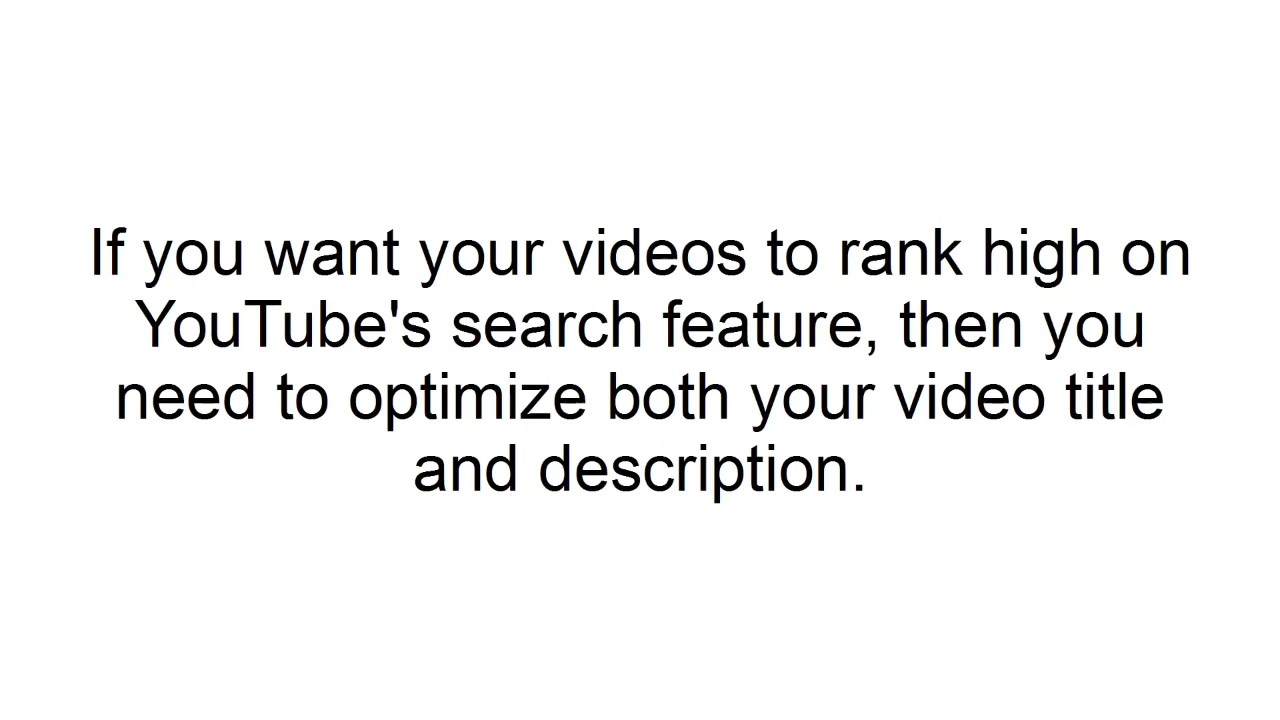 If you want your videos to rank high on
YouTube's search feature, then you
need to optimize both your video title
and description.